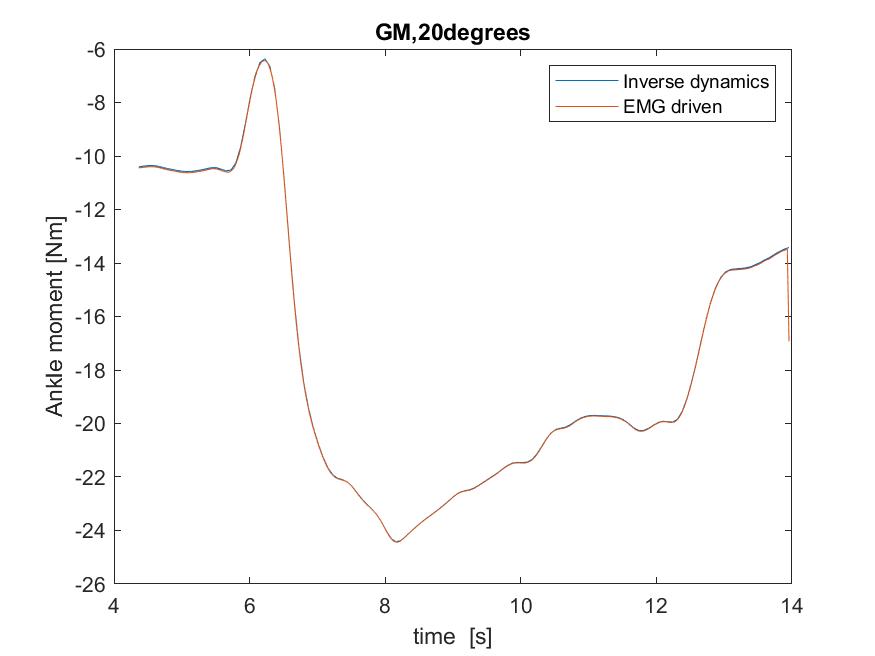 GM,20degrees
Inverse dynamics
EMG driven
Ankle moment [Nm]
-6
-8
-10
-12
-14
-16
-18
-20
-22
-24
-26
4 6 8 10 12 14
time [s]